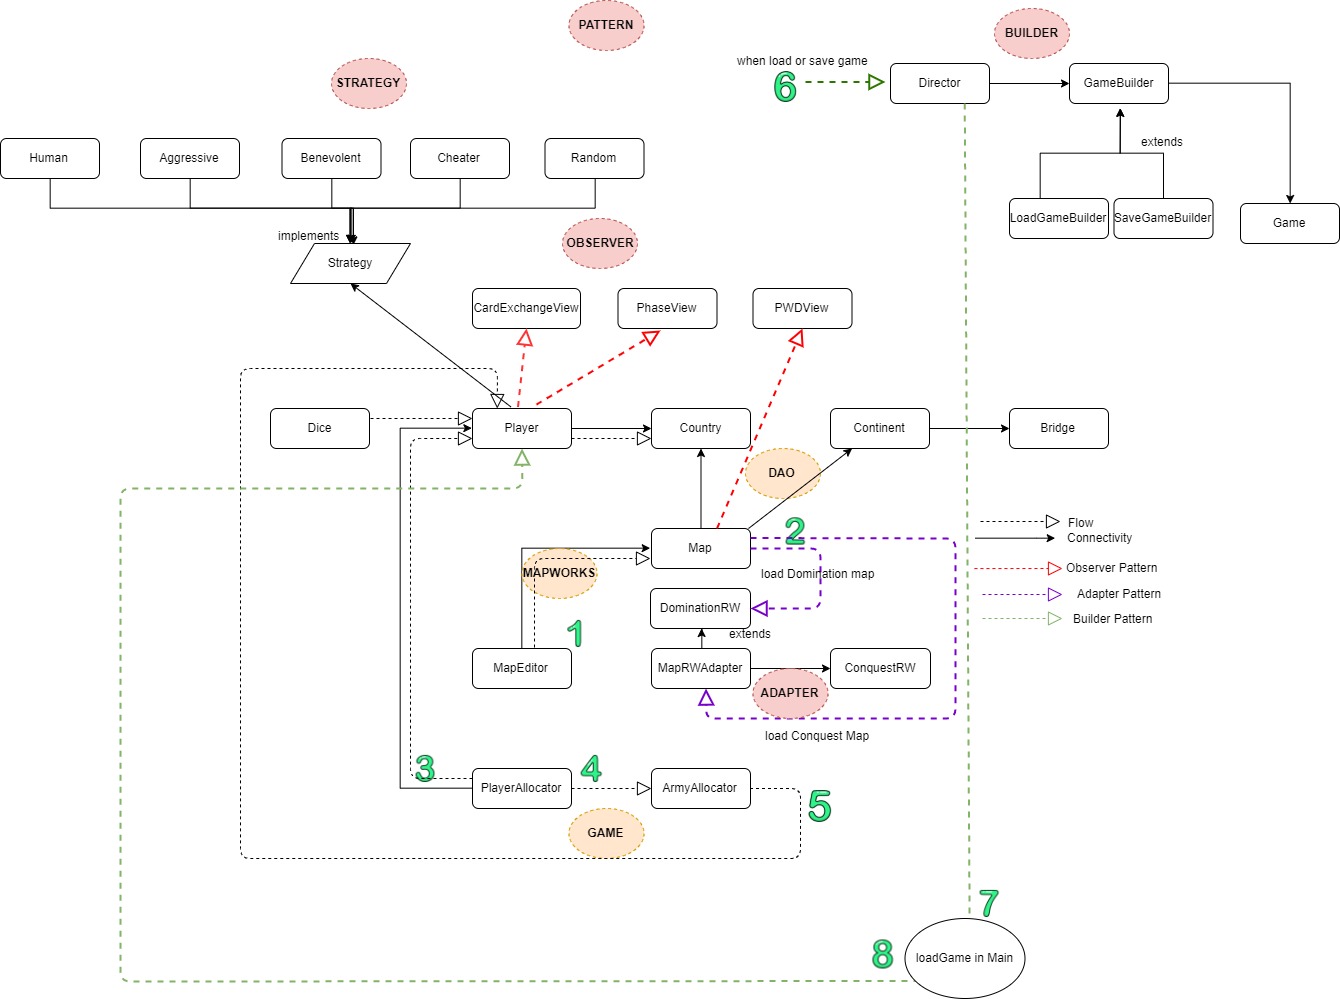 PATTERN
BUILDER
STRATEGY
when load or save game
6
Director
GameBuilder
extends
Human
Aggressive
Benevolent
Cheater
Random
LoadGameBuilder
SaveGameBuilder
Game
implements
Strategy
OBSERVER
CardExchangeView
PhaseView
PWDView
Dice
Player
Country
Continent
Bridge
DAO
2
Map
MAPWORKS
load Domination map
DominationRW
extends
1
MapEditor
MapRWAdapter
ConquestRW
ADAPTER
load Conquest Map
Flow
Connectivity
Observer Pattern
Adapter Pattern
Builder Pattern
3
4
5
PlayerAllocator
ArmyAllocator
GAME
7
8
loadGame in Main